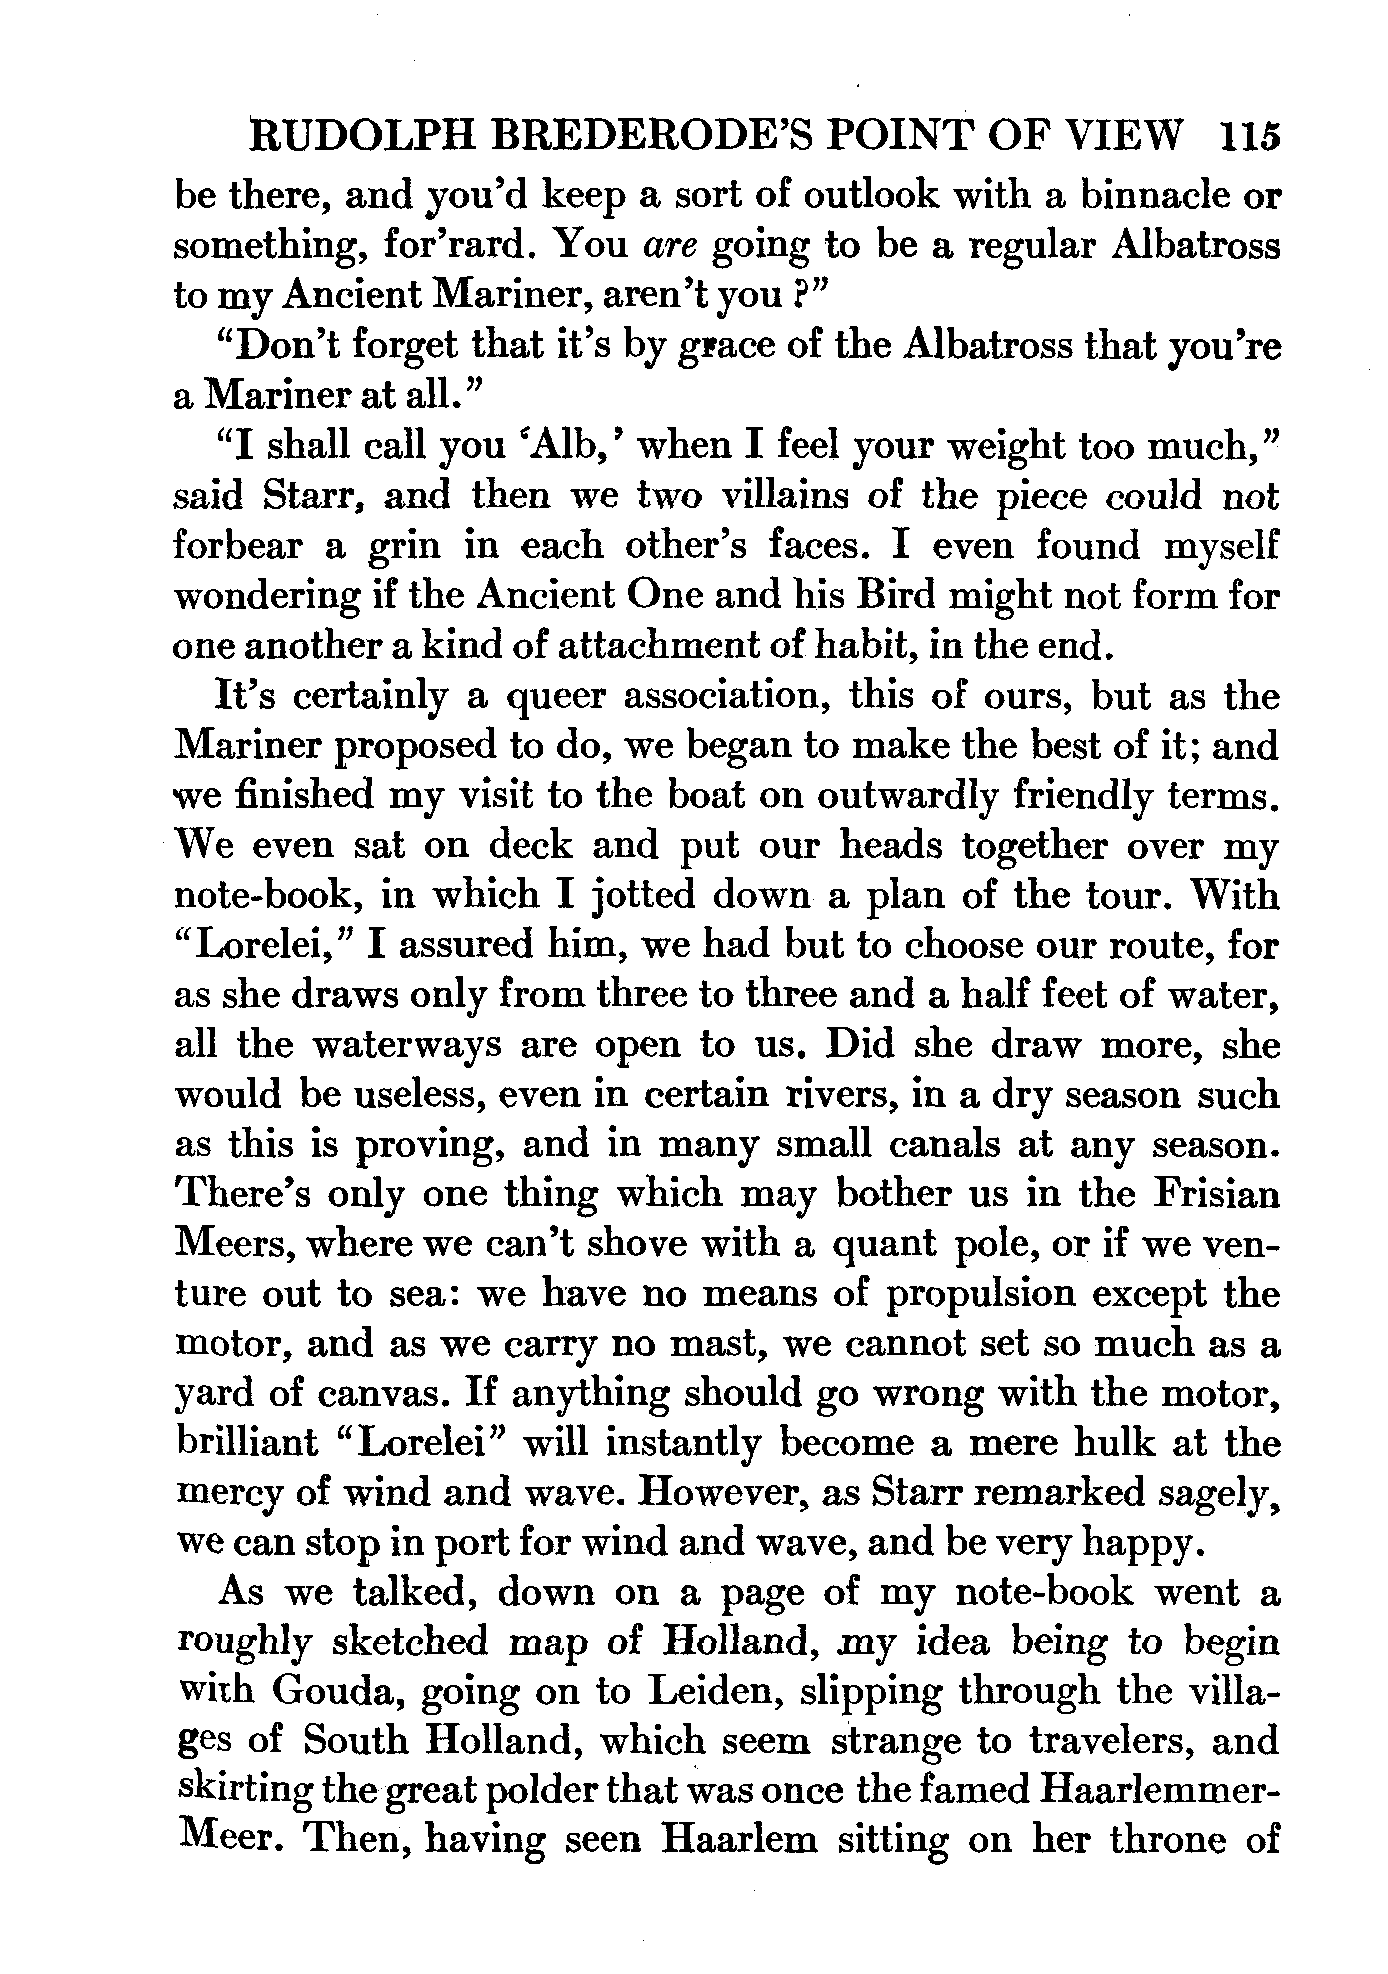 RUDOLPH BREDERODE'S POINT OF VIEW 115
be there, and you'd keep a sort of outlook with a binnacle or
something, for'rard. You are going to be a regular Albatross
to my Ancient Mariner, aren't you?"
"Don't forget that it's by grace of the Albatross that you're
a Mariner at all."
"I shall call you 'Alb,' when I feel your weight too much,"
said Starr, and then we two villains of the piece could not
forbear a grin in each other's faces. I even found myself
wondering if the Ancient One and his Bird might not form for
one another a kind of attachment of habit, in the end.
It's certainly a queer association, this of ours, but as the
Mariner proposed to do, we began to make the best of it; and
we finished my visit to the boat on outwardly friendly terms.
We even sat on deck and put our heads together over my
note-book, in which I jotted down a plan of the tour. With
"Lorelei," I assured him, we had but to choose our route, for
as she draws only from three to three and a half feet of water,
all the waterways are open to us. Did she draw more, she
would be useless, even in certain rivers, in a dry season such
as this is proving, and in many small canals at any season.
There's only one thing which may bother us in the Frisian
Meers, where we can't shove with a quant pole, or if we ven-
ture out to sea: we have no means of propulsion except the
motor, and as we carry no mast, we cannot set so much as a
yard of canvas. If anything should go wrong with the motor,
brilliant "Lorelei" will instantly become a mere hulk at the
mercy of wind and wave. However, as Starr remarked sagely,
we can stop in port for wind and wave, and be very happy.
As we talked, down on a page of my note-book went a
roughly sketched map of Holland, my idea being to begin
with Gouda, going on to Leiden, slipping through the villa-
ges of South Holland, which seem strange to travelers, and
skirting the great polder that was once the famed Haarlemmer-
Meer. Then, having seen Haarlem sitting on her throne of